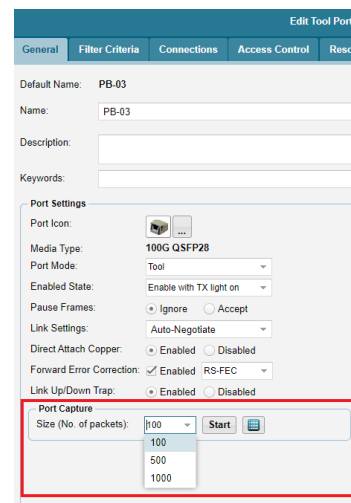 Edit Tool Port
General Filter Criteria Connections Access Control Reso
Default Name: PB-03
Name: PB-03
Description:
Keywords:
Port Settings
Port Icon: ...
Media Type: 100G QSFP28
Port Mode: Tool
Enabled State: Enable with TX light on
Pause Frames: Ignore Accept
Link Settings: Auto-Negotiate
Direct Attach Copper: Enabled Disabled
Forward Error Correction: Enabled RS-FEC
Link Up/Down Trap: Enabled Disabled
Port Capture
Size (No. of packets): 100 Start
100
500
1000